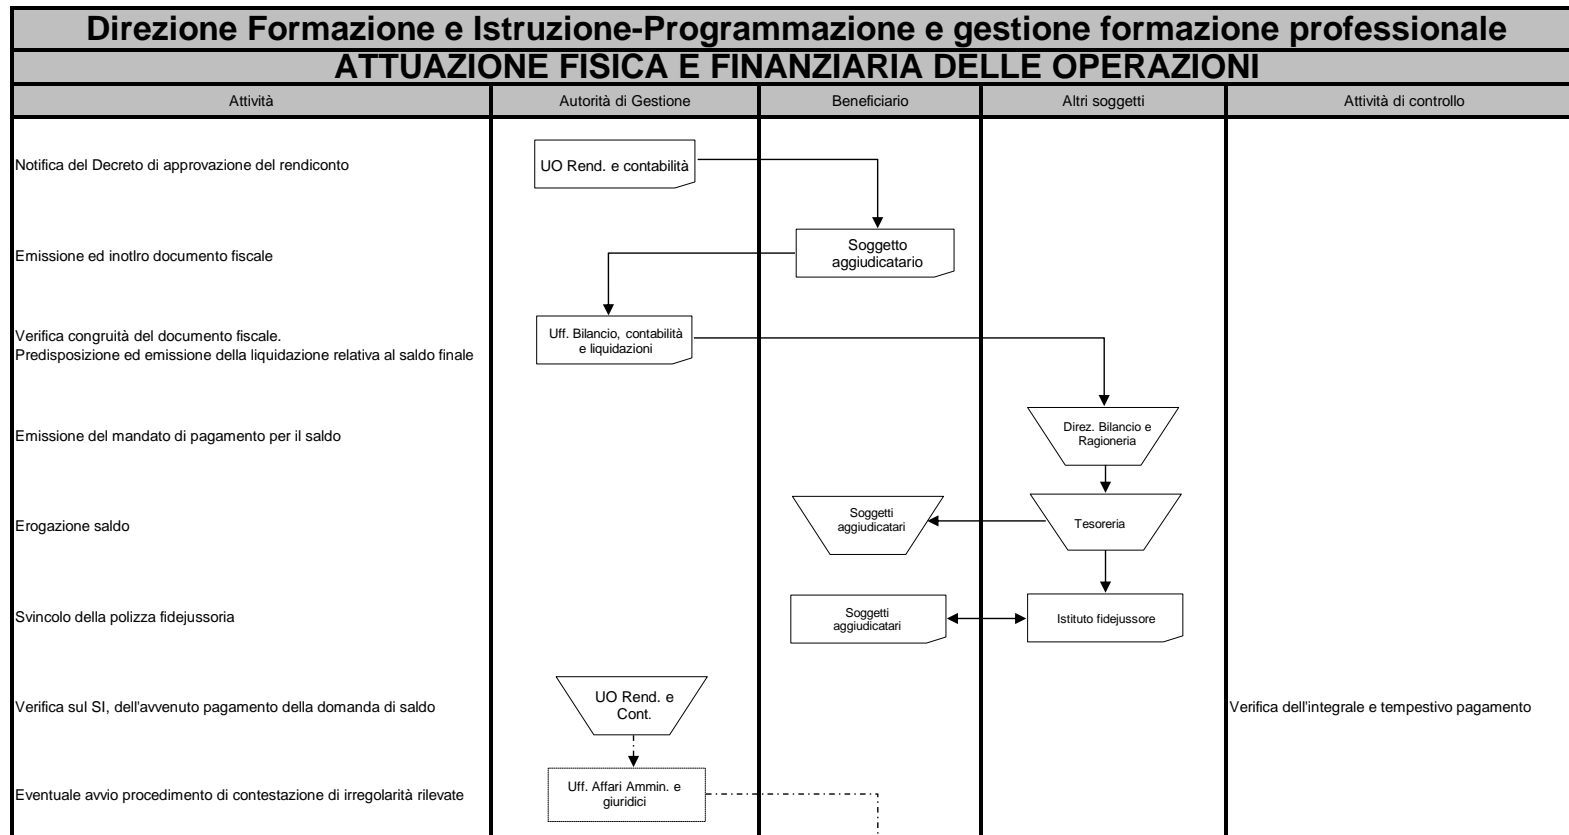 Direzione Formazione e Istruzione-Programmazione e gestione formazione professionale
ATTUAZIONE FISICA E FINANZIARIA DELLE OPERAZIONI
Attività
Autorità di Gestione
Beneficiario
Altri soggetti
Attività di controllo
Notifica del Decreto di approvazione del rendiconto
UO Rend. e contabilità
Emissione ed inotlro documento fiscale
Soggetto
aggiudicatario
Verifica congruità del documento fiscale.
Predisposizione ed emissione della liquidazione relativa al saldo finale
Uff. Bilancio, contabilità
e liquidazioni
Emissione del mandato di pagamento per il saldo
Direz. Bilancio e
Ragioneria
Erogazione saldo
Soggetti
aggiudicatari
Tesoreria
Svincolo della polizza fidejussoria
Soggetti
aggiudicatari
Istituto fidejussore
Verifica sul SI, dell'avvenuto pagamento della domanda di saldo
UO Rend. e
Cont.
Verifica dell'integrale e tempestivo pagamento
Eventuale avvio procedimento di contestazione di irregolarità rilevate
Uff. Affari Ammin. e
giuridici